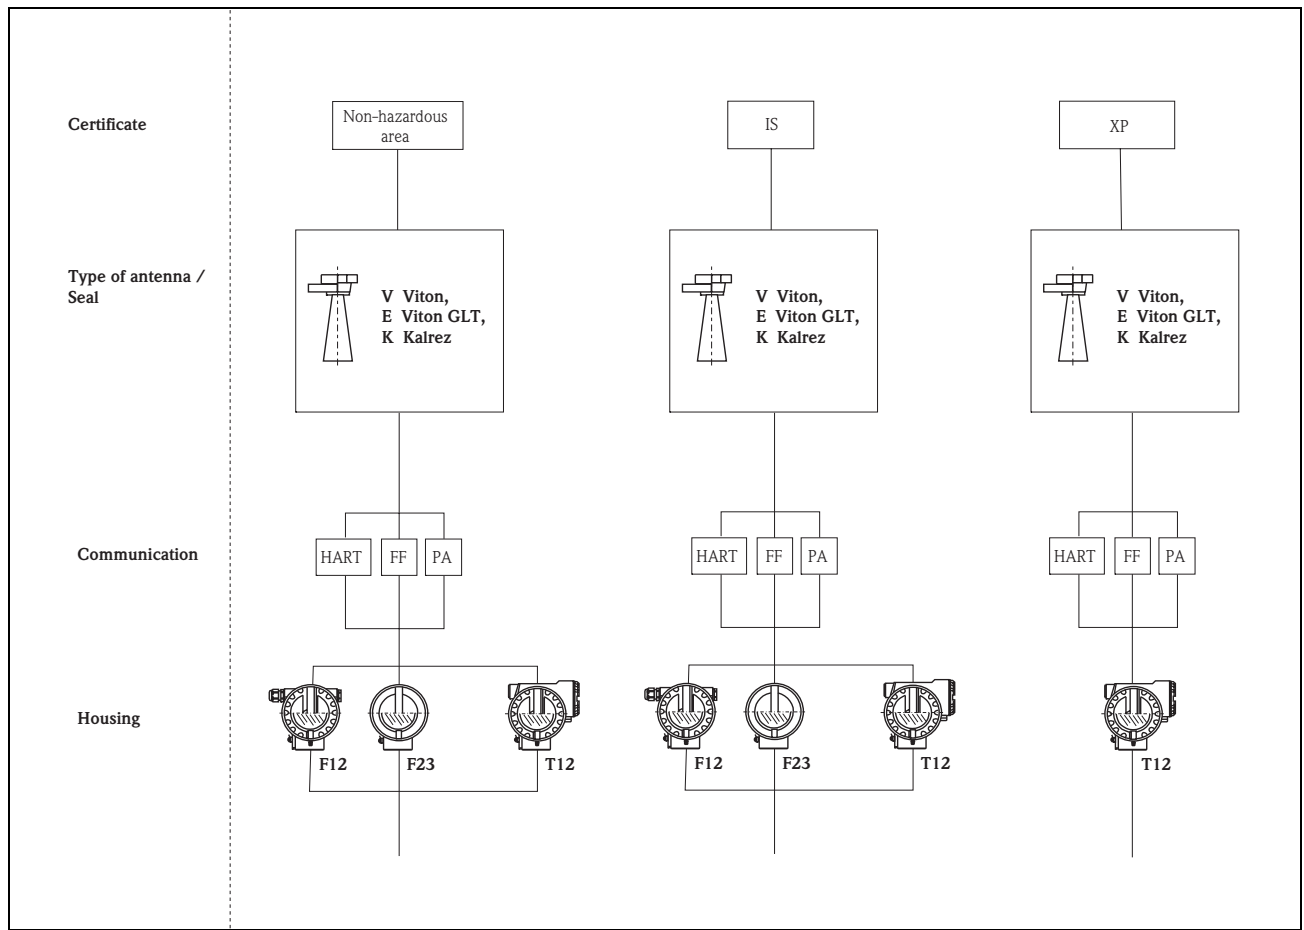 Certificate
Non-hazardous
area
IS
XP
Type of antenna /
Seal
V Viton,
E Viton GLT,
K Kalrez
V Viton,
E Viton GLT,
K Kalrez
V Viton,
E Viton GLT,
K Kalrez
Communication
HART
FF
PA
HART
FF
PA
HART
FF
PA
Housing
F12
F23
T12
F12
F23
T12
T12